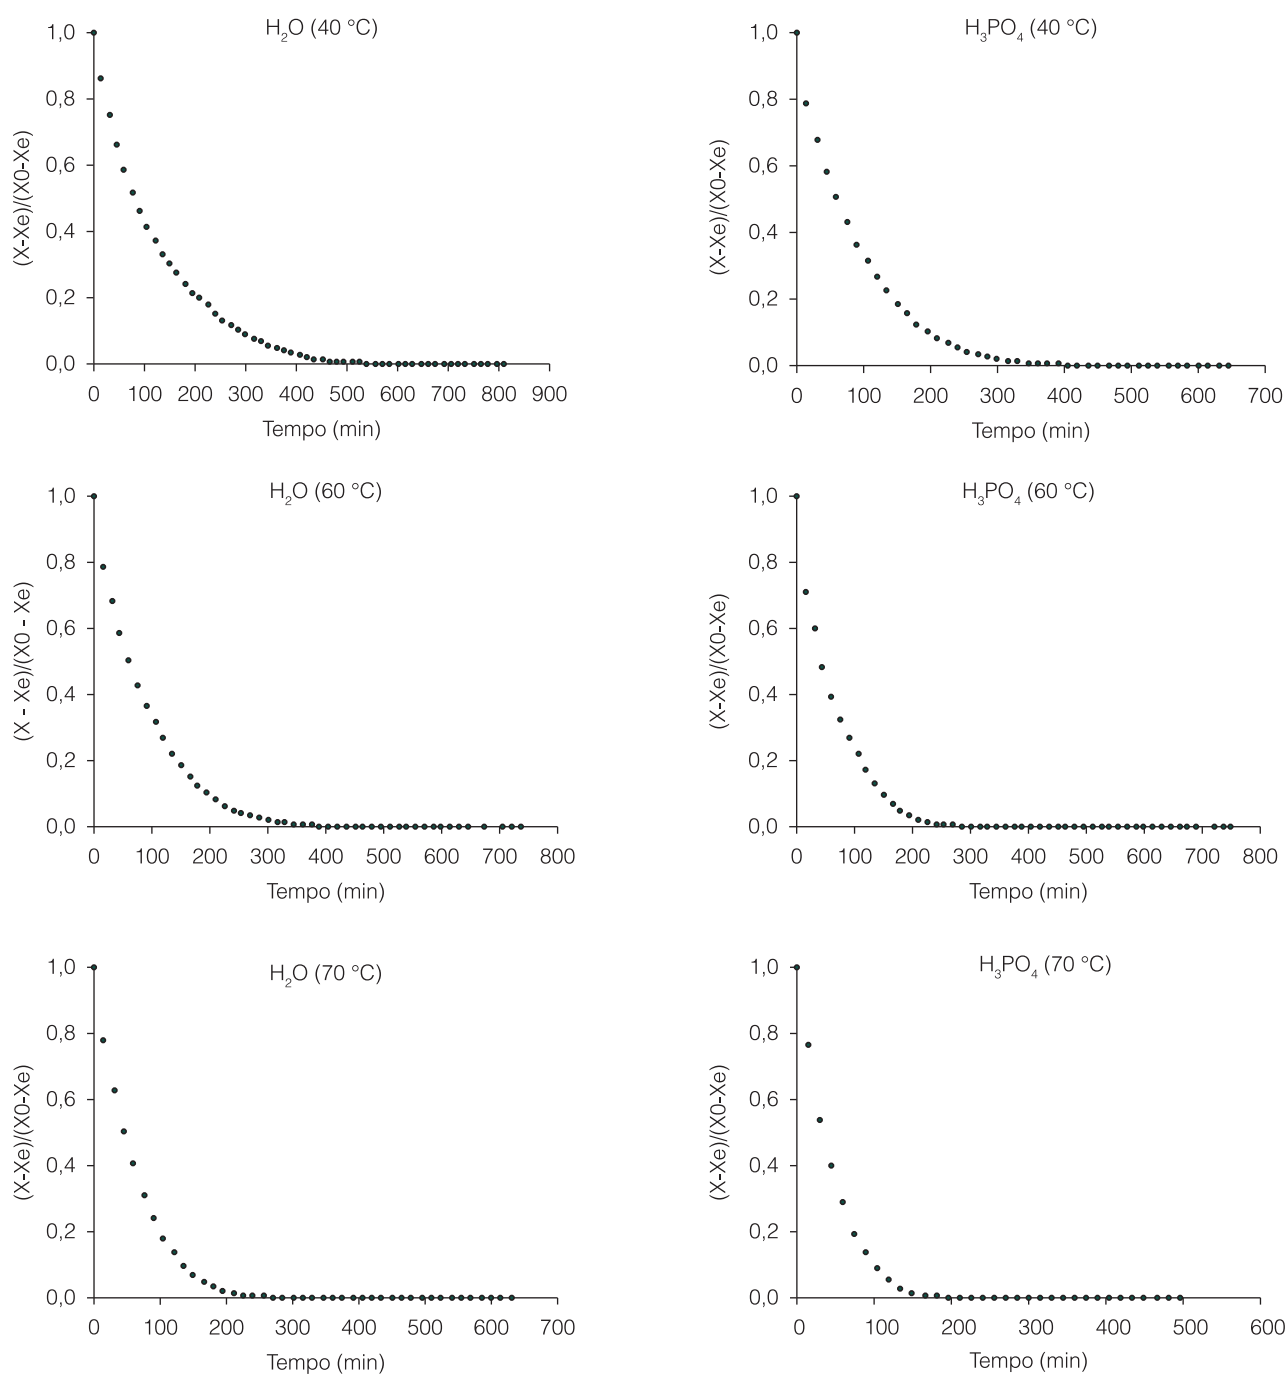 H₂O (40 °C)
(X-Xe)/(X0-Xe)
1,0
0,8
0,6
0,4
0,2
0,0
0 100 200 300 400 500 600 700 800 900
Tempo (min)
H₃PO₄ (40 °C)
(X-Xe)/(X0-Xe)
1,0
0,8
0,6
0,4
0,2
0,0
0 100 200 300 400 500 600 700
Tempo (min)
H₂O (60 °C)
(X - Xe)/(X0 - Xe)
1,0
0,8
0,6
0,4
0,2
0,0
0 100 200 300 400 500 600 700 800
Tempo (min)
H₃PO₄ (60 °C)
(X-Xe)/(X0-Xe)
1,0
0,8
0,6
0,4
0,2
0,0
0 100 200 300 400 500 600 700 800
Tempo (min)
H₂O (70 °C)
(X-Xe)/(X0-Xe)
1,0
0,8
0,6
0,4
0,2
0,0
0 100 200 300 400 500 600 700
Tempo (min)
H₃PO₄ (70 °C)
(X-Xe)/(X0-Xe)
1,0
0,8
0,6
0,4
0,2
0,0
0 100 200 300 400 500 600
Tempo (min)